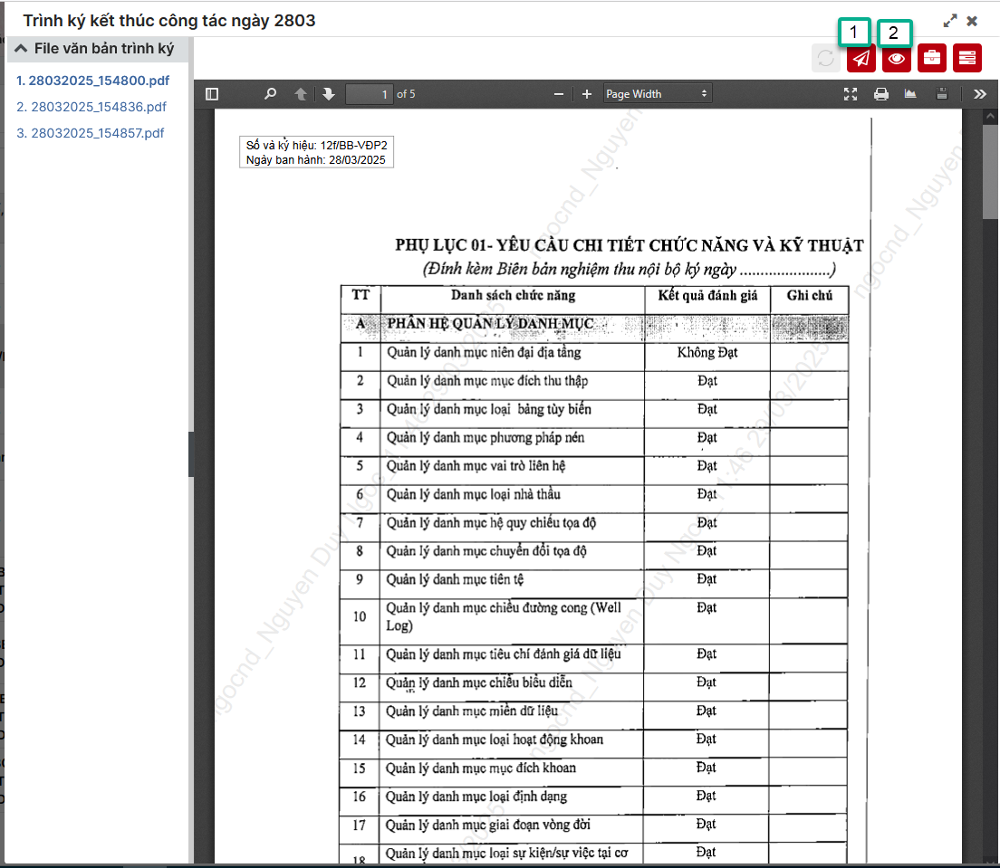 Trình ký kết thúc công tác ngày 2803
1
2
File văn bản trình ký
1. 28032025_154800.pdf
2. 28032025_154836.pdf
3. 28032025_154857.pdf
1 of 5
Page Width
Số và ký hiệu: 12f/BB-VĐP2
Ngày ban hành: 28/03/2025
PHỤ LỤC 01- YÊU CẦU CHI TIẾT CHỨC NĂNG VÀ KỸ THUẬT
(Đính kèm Biên bản nghiệm thu nội bộ ký ngày ......................)
TT Danh sách chức năng Kết quả đánh giá Ghi chú
A PHÂN HỆ QUẢN LÝ DANH MỤC
1 Quản lý danh mục niên đại địa tầng Không Đạt
2 Quản lý danh mục mục đích thu thập Đạt
3 Quản lý danh mục loại bảng tùy biến Đạt
4 Quản lý danh mục phương pháp nén Đạt
5 Quản lý danh mục vai trò liên hệ Đạt
6 Quản lý danh mục loại nhà thầu Đạt
7 Quản lý danh mục hệ quy chiếu tọa độ Đạt
8 Quản lý danh mục chuyển đổi tọa độ Đạt
9 Quản lý danh mục tiền tệ Đạt
10 Quản lý danh mục chiều đường cong (Well Đạt
Log)
11 Quản lý danh mục tiêu chí đánh giá dữ liệu Đạt
12 Quản lý danh mục chiều biểu diễn Đạt
13 Quản lý danh mục miền dữ liệu Đạt
14 Quản lý danh mục loại hoạt động khoan Đạt
15 Quản lý danh mục mục đích khoan Đạt
16 Quản lý danh mục loại định dạng Đạt
17 Quản lý danh mục giai đoạn vòng đời Đạt
18 Quản lý danh mục loại sự kiện/sự việc tại cơ Đạt